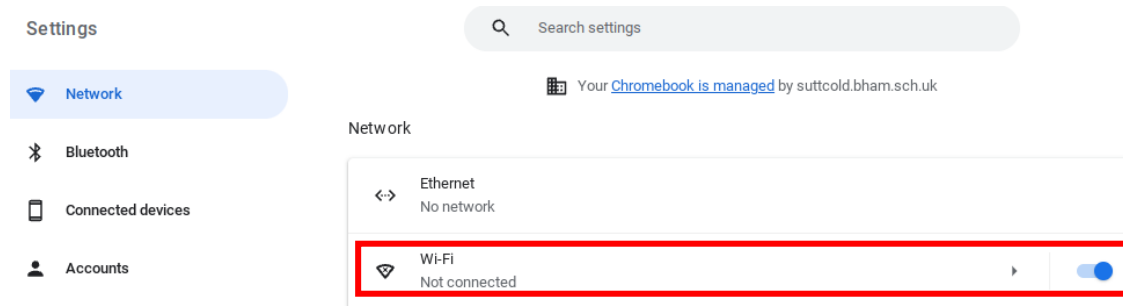 Settings
Search settings
Your Chromebook is managed by suttcold.bham.sch.uk
Network
Bluetooth
Connected devices
Accounts
Network
Ethernet
No network
Wi-Fi
Not connected